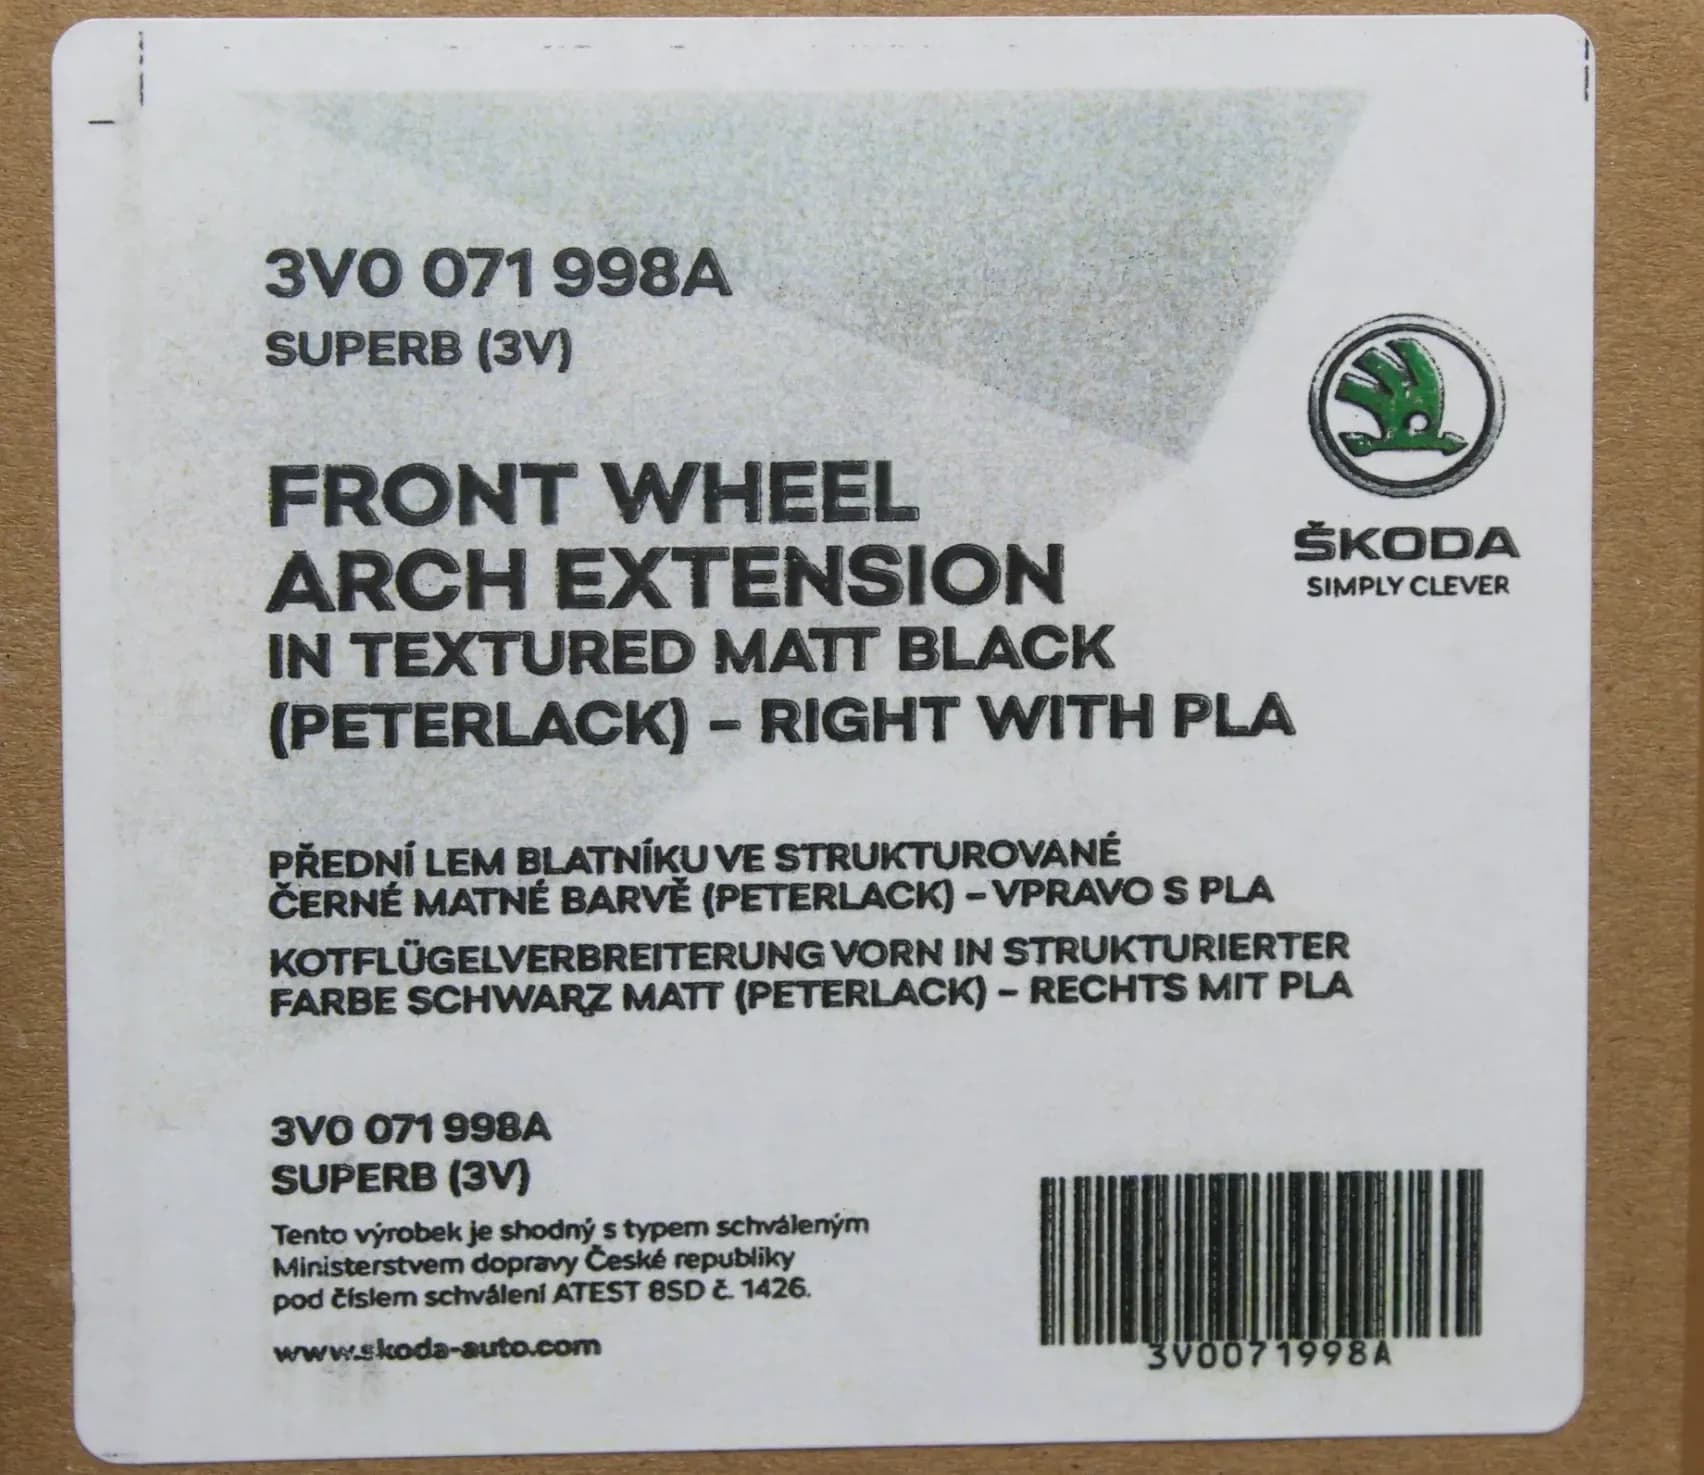 3V0 071 998A
SUPERB (3V)
FRONT WHEEL
ARCH EXTENSION
IN TEXTURED MATT BLACK
(PETERLACK) – RIGHT WITH PLA
ŠKODA
SIMPLY CLEVER
PŘEDNÍ LEM BLATNÍKU VE STRUKTUROVANÉ
ČERNÉ MATNÉ BARVĚ (PETERLACK) – VPRAVO S PLA
KOTFLÜGELVERBREITERUNG VORN IN STRUKTURIERTER
FARBE SCHWARZ MATT (PETERLACK) – RECHTS MIT PLA
3V0 071 998A
SUPERB (3V)
Tento výrobek je shodný s typem schváleným
Ministerstvem dopravy České republiky
pod číslem schválení ATEST 8SD č. 1426.
www.skoda-auto.com
3V0071998A